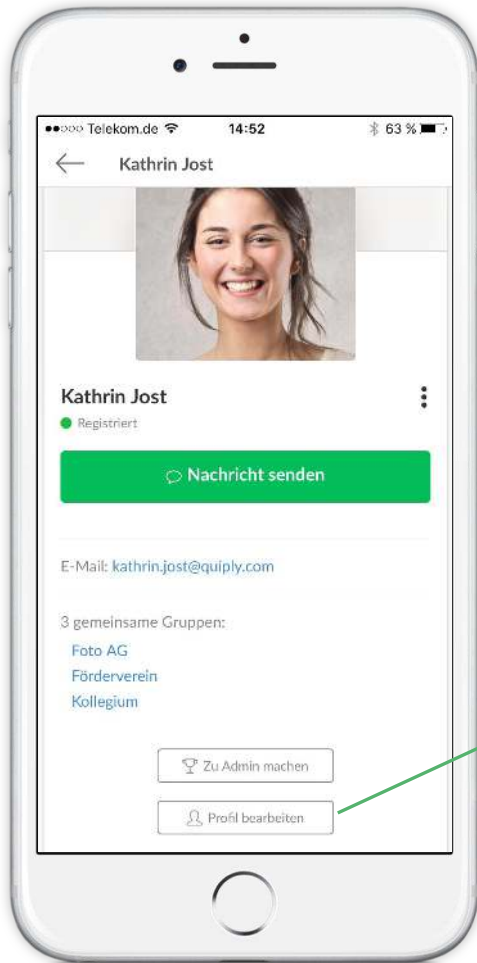 Telekom.de 14:52 63 %
Kathrin Jost
Kathrin Jost
Registriert
Nachricht senden
E-Mail: kathrin.jost@quiply.com
3 gemeinsame Gruppen:
Foto AG
Förderverein
Kollegium
Zu Admin machen
Profil bearbeiten